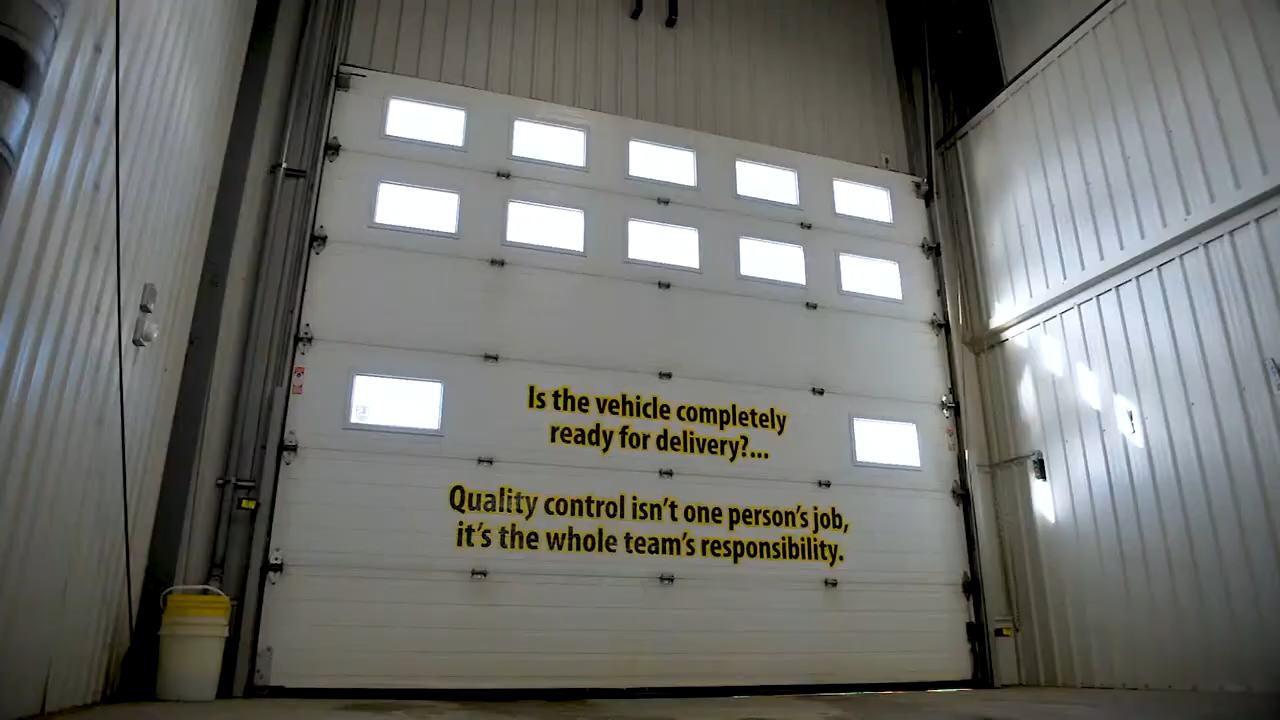 Is the vehicle completely
ready for delivery?...
Quality control isn't one person's job,
it's the whole team's responsibility.